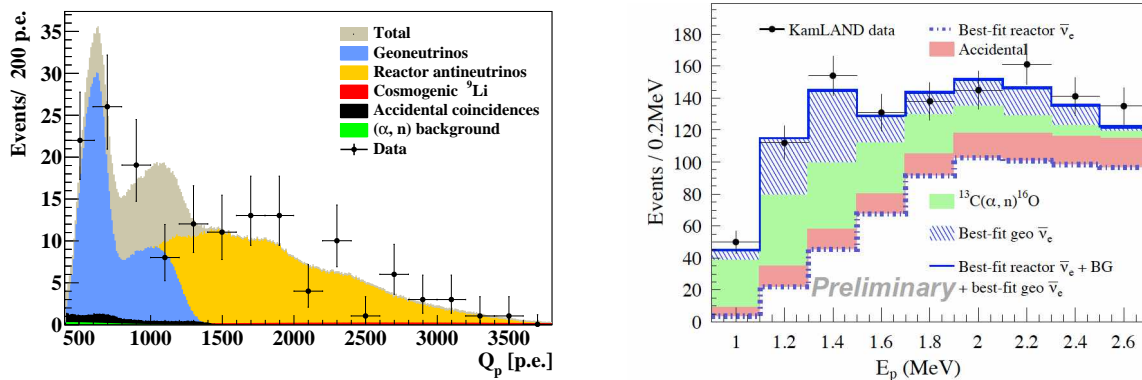 Events/ 200 p.e.
35
30
25
20
15
10
5
0
Total
Geoneutrinos
Reactor antineutrinos
Cosmogenic ⁹Li
Accidental coincidences
(α, n) background
Data
500 1000 1500 2000 2500 3000 3500
Qₚ [p.e.]
Events / 0.2MeV
180
160
140
120
100
80
60
40
20
0
KamLAND data
Best-fit reactor ν̅ₑ
Accidental
¹³C(α, n)¹⁶O
Best-fit geo ν̅ₑ
Best-fit reactor ν̅ₑ + BG
+ best-fit geo ν̅ₑ
Preliminary
1 1.2 1.4 1.6 1.8 2 2.2 2.4 2.6
Eₚ (MeV)